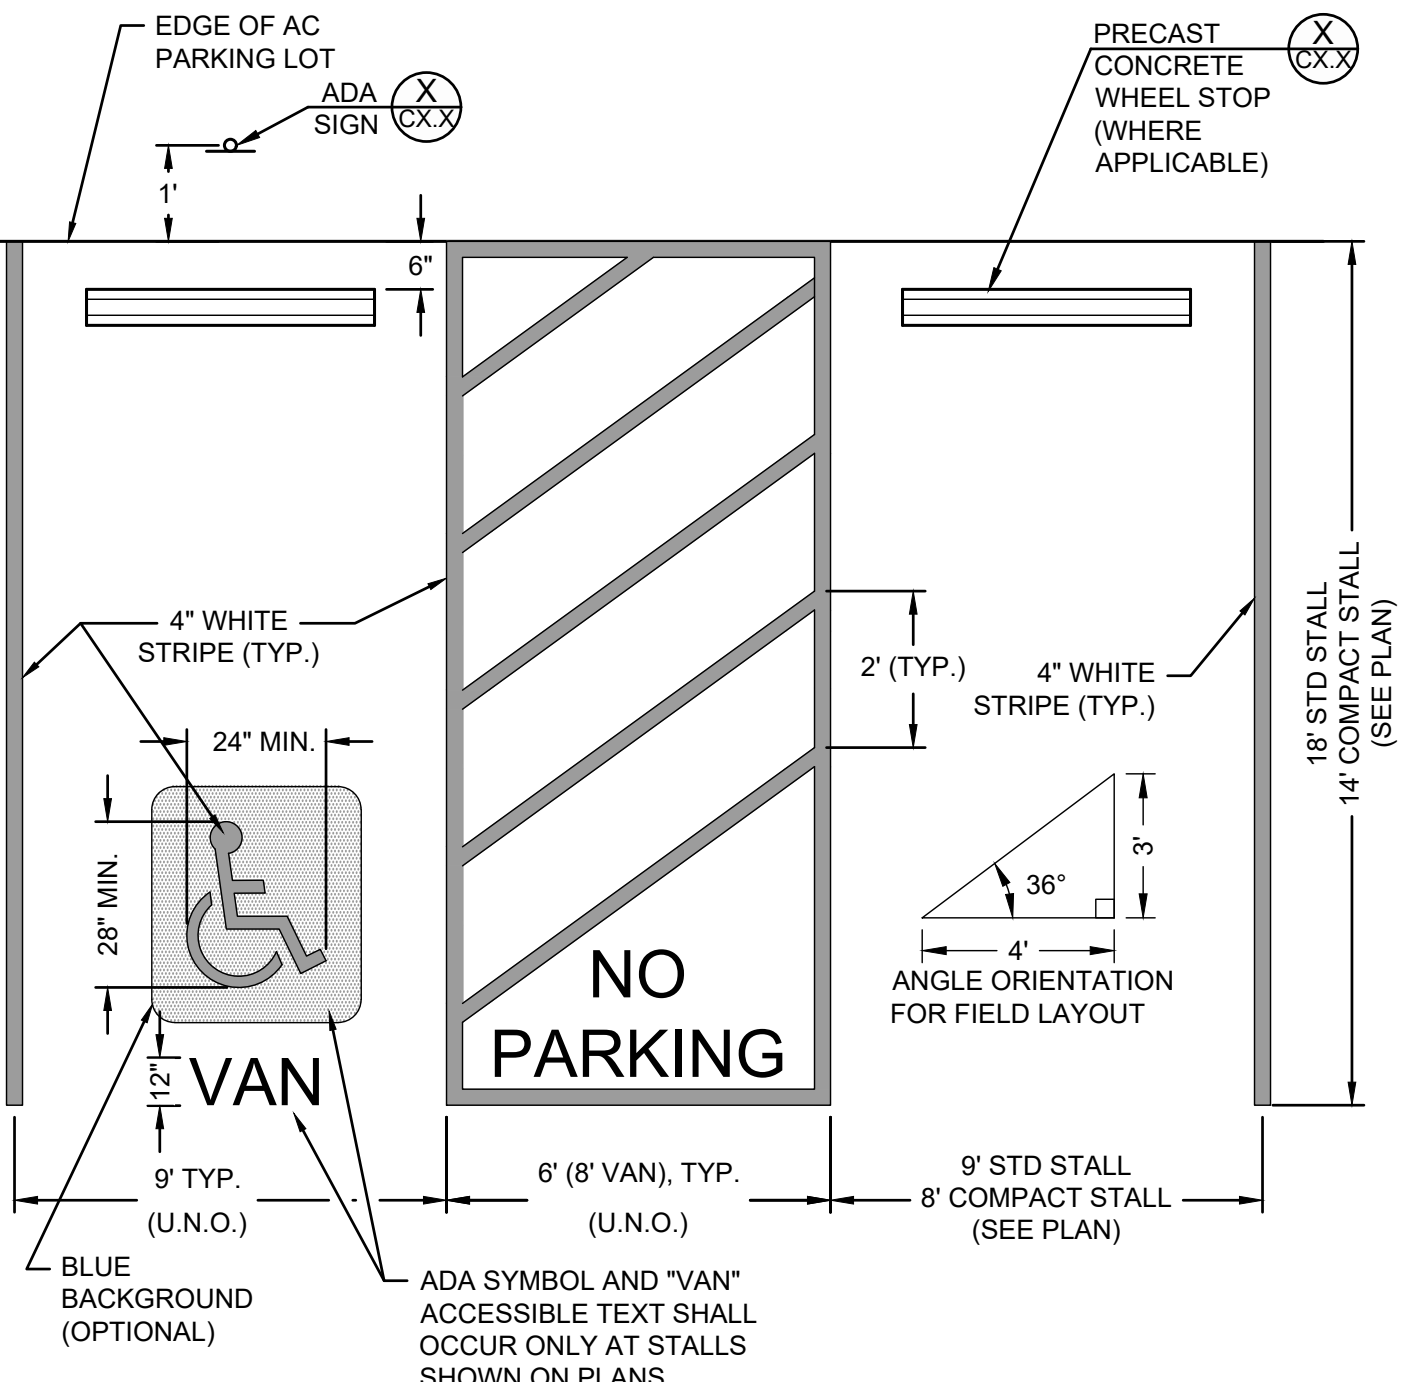 EDGE OF AC
PARKING LOT
ADA
SIGN
X
CX.X
PRECAST
CONCRETE
WHEEL STOP
(WHERE
APPLICABLE)
X
CX.X
1'
6"
4" WHITE
STRIPE (TYP.)
2' (TYP.)
4" WHITE
STRIPE (TYP.)
18' STD STALL
14' COMPACT STALL
(SEE PLAN)
24" MIN.
28" MIN.
36°
3'
4'
ANGLE ORIENTATION
FOR FIELD LAYOUT
NO
PARKING
12"
VAN
9' TYP.
(U.N.O.)
6' (8' VAN), TYP.
(U.N.O.)
9' STD STALL
8' COMPACT STALL
(SEE PLAN)
BLUE
BACKGROUND
(OPTIONAL)
ADA SYMBOL AND "VAN"
ACCESSIBLE TEXT SHALL
OCCUR ONLY AT STALLS
SHOWN ON PLANS